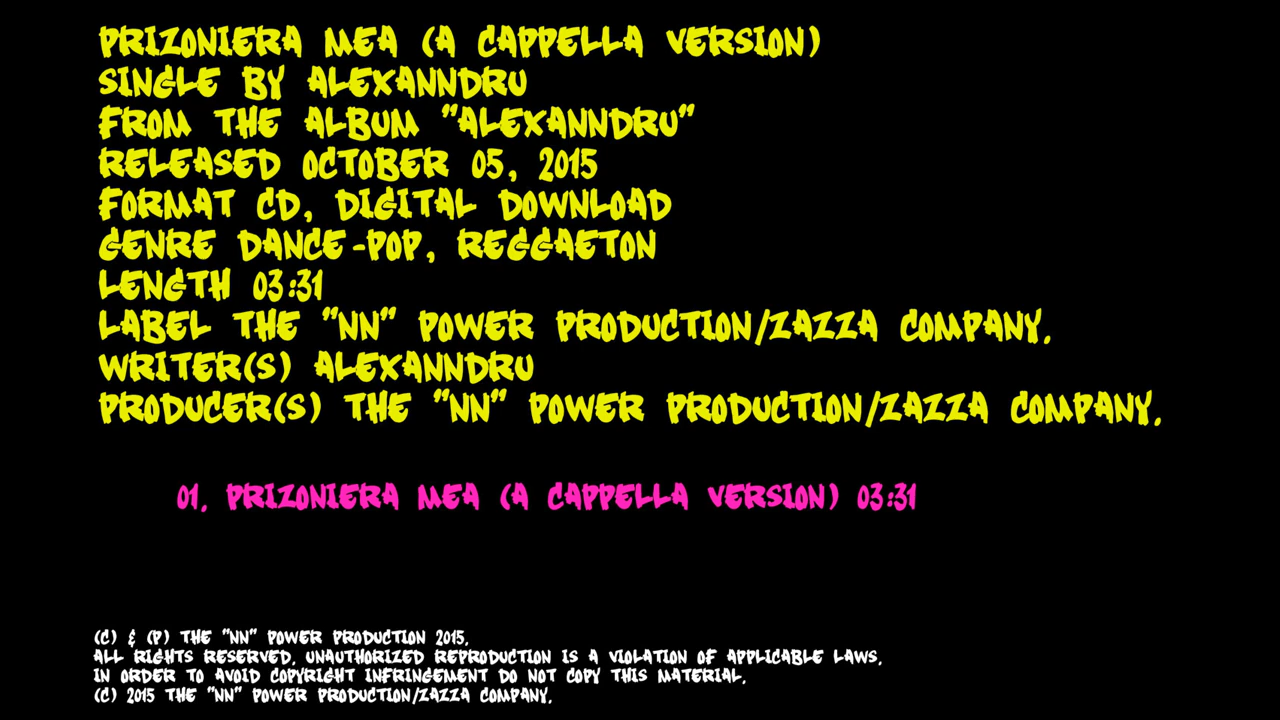 PRIZONIERA MEA (A CAPPELLA VERSION)
SINGLE BY ALEXANNDRU
FROM THE ALBUM "ALEXANNDRU"
RELEASED OCTOBER 05, 2015
FORMAT CD, DIGITAL DOWNLOAD
GENRE DANCE-POP, REGGAETON
LENGTH 03:31
LABEL THE "NN" POWER PRODUCTION/ZAZZA COMPANY.
WRITER(S) ALEXANNDRU
PRODUCER(S) THE "NN" POWER PRODUCTION/ZAZZA COMPANY.
01. PRIZONIERA MEA (A CAPPELLA VERSION) 03:31
(C) & (P) THE "NN" POWER PRODUCTION 2015.
ALL RIGHTS RESERVED. UNAUTHORIZED REPRODUCTION IS A VIOLATION OF APPLICABLE LAWS.
IN ORDER TO AVOID COPYRIGHT INFRINGEMENT DO NOT COPY THIS MATERIAL.
(C) 2015 THE "NN" POWER PRODUCTION/ZAZZA COMPANY.